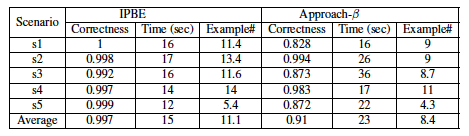 Scenario IPBE Approach-β
Correctness Time (sec) Example# Correctness Time (sec) Example#
s1 1 16 11.4 0.828 16 9
s2 0.998 17 13.4 0.994 26 9
s3 0.992 16 11.6 0.873 36 8.7
s4 0.997 14 14 0.983 17 11
s5 0.999 12 5.4 0.872 22 4.3
Average 0.997 15 11.1 0.91 23 8.4